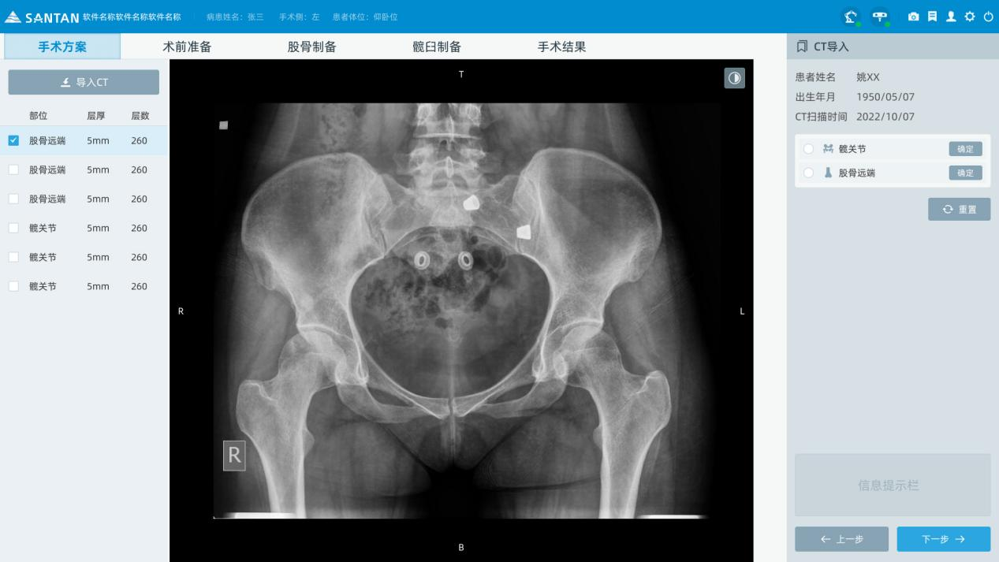 SANTAN 软件名称软件名称软件名称 病患姓名：张三 手术侧：左 患者体位：仰卧位
手术方案 术前准备 股骨制备 髋臼制备 手术结果
导入CT
部位 层厚 层数
股骨远端 5mm 260
股骨远端 5mm 260
股骨远端 5mm 260
髋关节 5mm 260
髋关节 5mm 260
髋关节 5mm 260
T
R
L
R
B
CT导入
患者姓名 姚XX
出生年月 1950/05/07
CT扫描时间 2022/10/07
髋关节 确定
股骨远端 确定
重置
信息提示栏
上一步 下一步